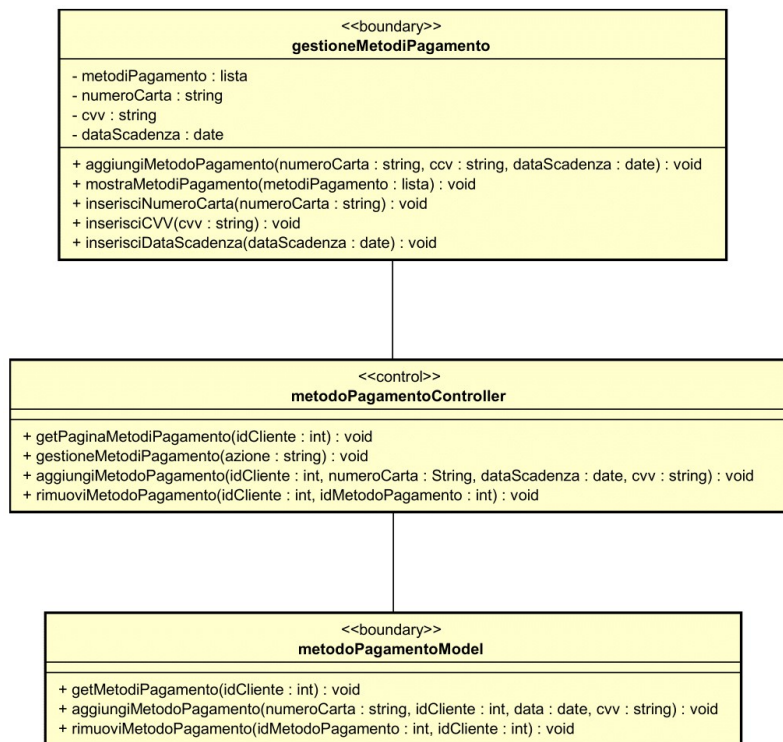 <<boundary>>
gestioneMetodiPagamento
- metodiPagamento : lista
- numeroCarta : string
- cvv : string
- dataScadenza : date
+ aggiungiMetodoPagamento(numeroCarta : string, ccv : string, dataScadenza : date) : void
+ mostraMetodiPagamento(metodiPagamento : lista) : void
+ inserisciNumeroCarta(numeroCarta : string) : void
+ inserisciCVV(cvv : string) : void
+ inserisciDataScadenza(dataScadenza : date) : void
<<control>>
metodoPagamentoController
+ getPaginaMetodiPagamento(idCliente : int) : void
+ gestioneMetodiPagamento(azione : string) : void
+ aggiungiMetodoPagamento(idCliente : int, numeroCarta : String, dataScadenza : date, cvv : string) : void
+ rimuoviMetodoPagamento(idCliente : int, idMetodoPagamento : int) : void
<<boundary>>
metodoPagamentoModel
+ getMetodiPagamento(idCliente : int) : void
+ aggiungiMetodoPagamento(numeroCarta : string, idCliente : int, data : date, cvv : string) : void
+ rimuoviMetodoPagamento(idMetodoPagamento : int, idCliente : int) : void